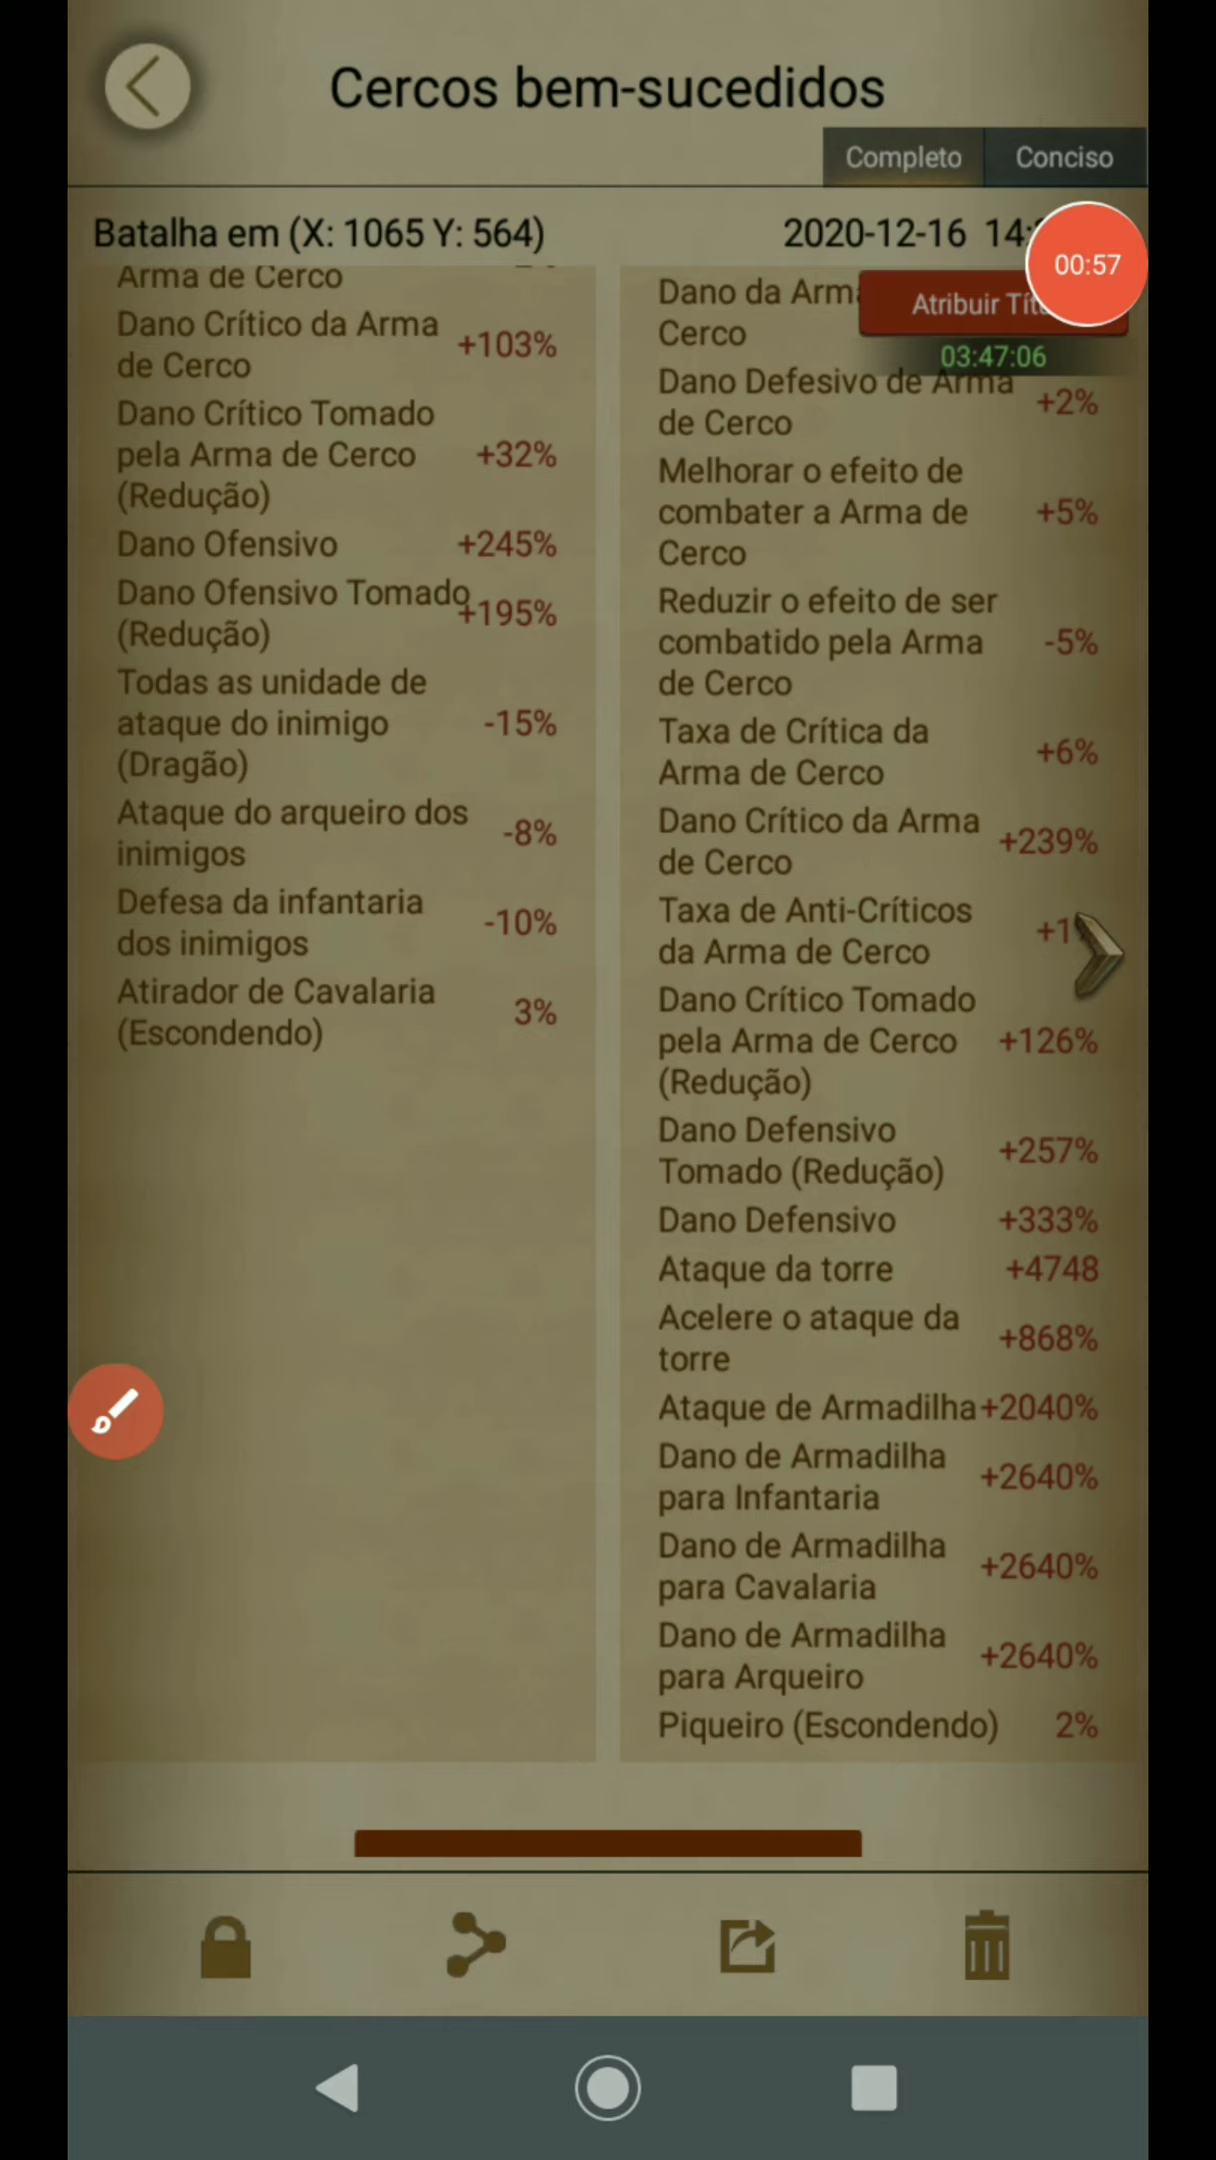 Cercos bem-sucedidos
Completo
Conciso
Batalha em (X: 1065 Y: 564)
2020-12-16 14:
00:57
Arma de Cerco
Dano Crítico da Arma
de Cerco
+103%
Dano Crítico Tomado
pela Arma de Cerco
(Redução)
+32%
Dano Ofensivo
+245%
Dano Ofensivo Tomado
(Redução)
+195%
Todas as unidade de
ataque do inimigo
(Dragão)
-15%
Ataque do arqueiro dos
inimigos
-8%
Defesa da infantaria
dos inimigos
-10%
Atirador de Cavalaria
(Escondendo)
3%
Dano da Arma
Cerco
Atribuir
03:47:06
Dano Defesivo de Arma
de Cerco
+2%
Melhorar o efeito de
combater a Arma de
Cerco
+5%
Reduzir o efeito de ser
combatido pela Arma
de Cerco
-5%
Taxa de Crítica da
Arma de Cerco
+6%
Dano Crítico da Arma
de Cerco
+239%
Taxa de Anti-Críticos
da Arma de Cerco
+1
Dano Crítico Tomado
pela Arma de Cerco
(Redução)
+126%
Dano Defensivo
Tomado (Redução)
+257%
Dano Defensivo
+333%
Ataque da torre
+4748
Acelere o ataque da
torre
+868%
Ataque de Armadilha
+2040%
Dano de Armadilha
para Infantaria
+2640%
Dano de Armadilha
para Cavalaria
+2640%
Dano de Armadilha
para Arqueiro
+2640%
Piqueiro (Escondendo)
2%